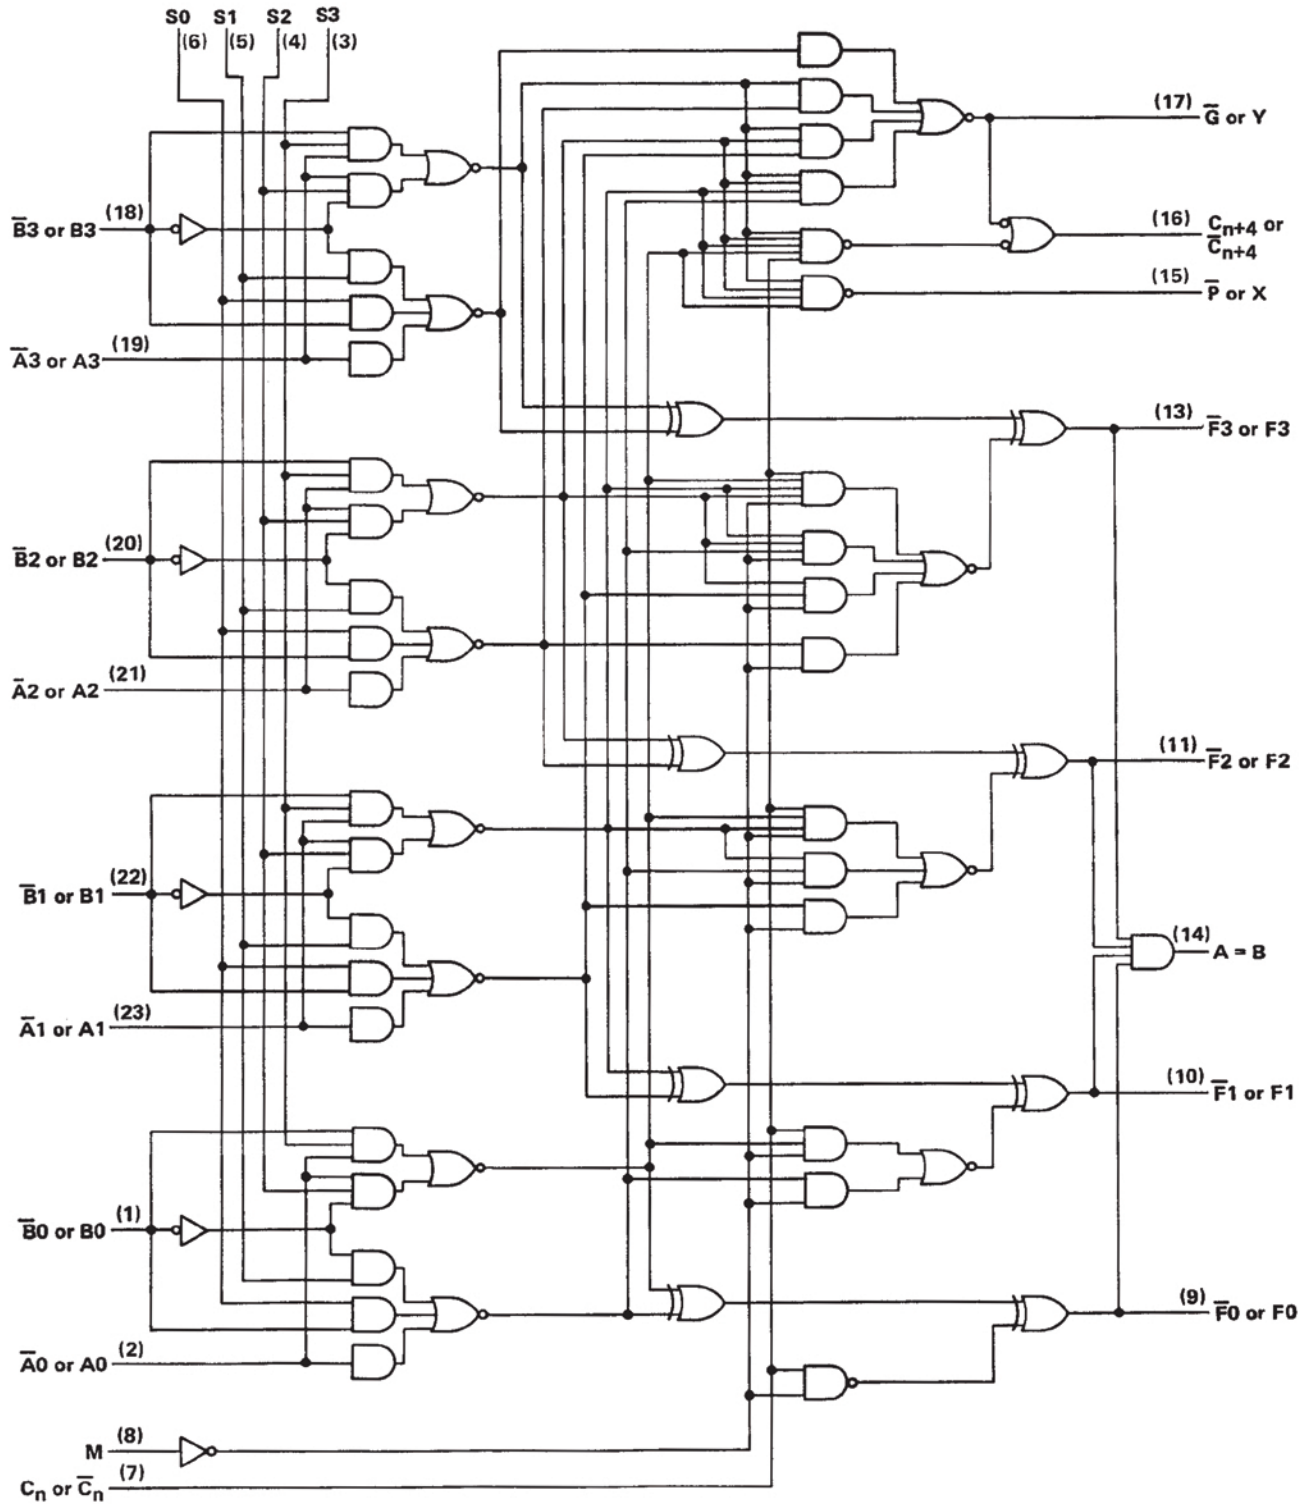 S0 S1 S2 S3
(6) (5) (4) (3)
(17) G̅ or Y
(18) B̅3 or B3
(16) Cn+4 or
C̅n+4
(15) P̅ or X
(19) A̅3 or A3
(13) F̅3 or F3
(20) B̅2 or B2
(21) A̅2 or A2
(11) F̅2 or F2
(22) B̅1 or B1
(14) A = B
(23) A̅1 or A1
(10) F̅1 or F1
(1) B̅0 or B0
(9) F̅0 or F0
(2) A̅0 or A0
(8) M
(7) Cn or C̅n